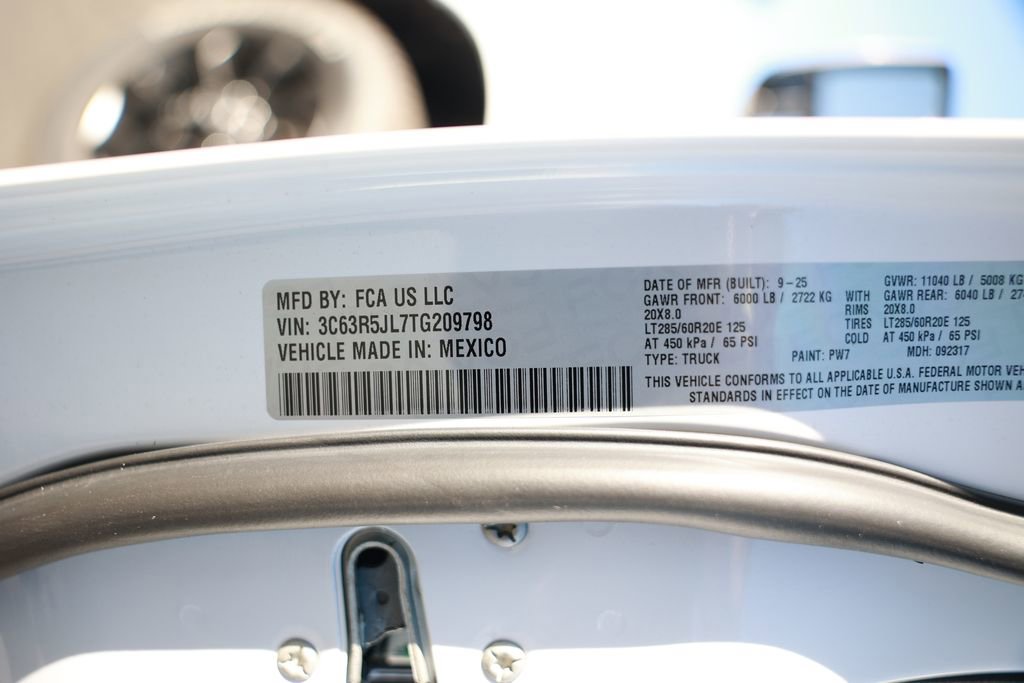 MFD BY: FCA US LLC
VIN: 3C63R5JL7TG209798
VEHICLE MADE IN: MEXICO
DATE OF MFR (BUILT): 9-25 GVWR: 11040 LB / 5008 KG
GAWR FRONT: 6000 LB / 2722 KG WITH GAWR REAR: 6040 LB /
20X8.0 RIMS 20X8.0
LT285/60R20E 125 TIRES LT285/60R20E 125
AT 450 kPa / 65 PSI COLD AT 450 kPa / 65 PSI
TYPE: TRUCK PAINT: PW7 MDH: 092317
THIS VEHICLE CONFORMS TO ALL APPLICABLE U.S.A. FEDERAL MOTOR
STANDARDS IN EFFECT ON THE DATE OF MANUFACTURE SHOWN